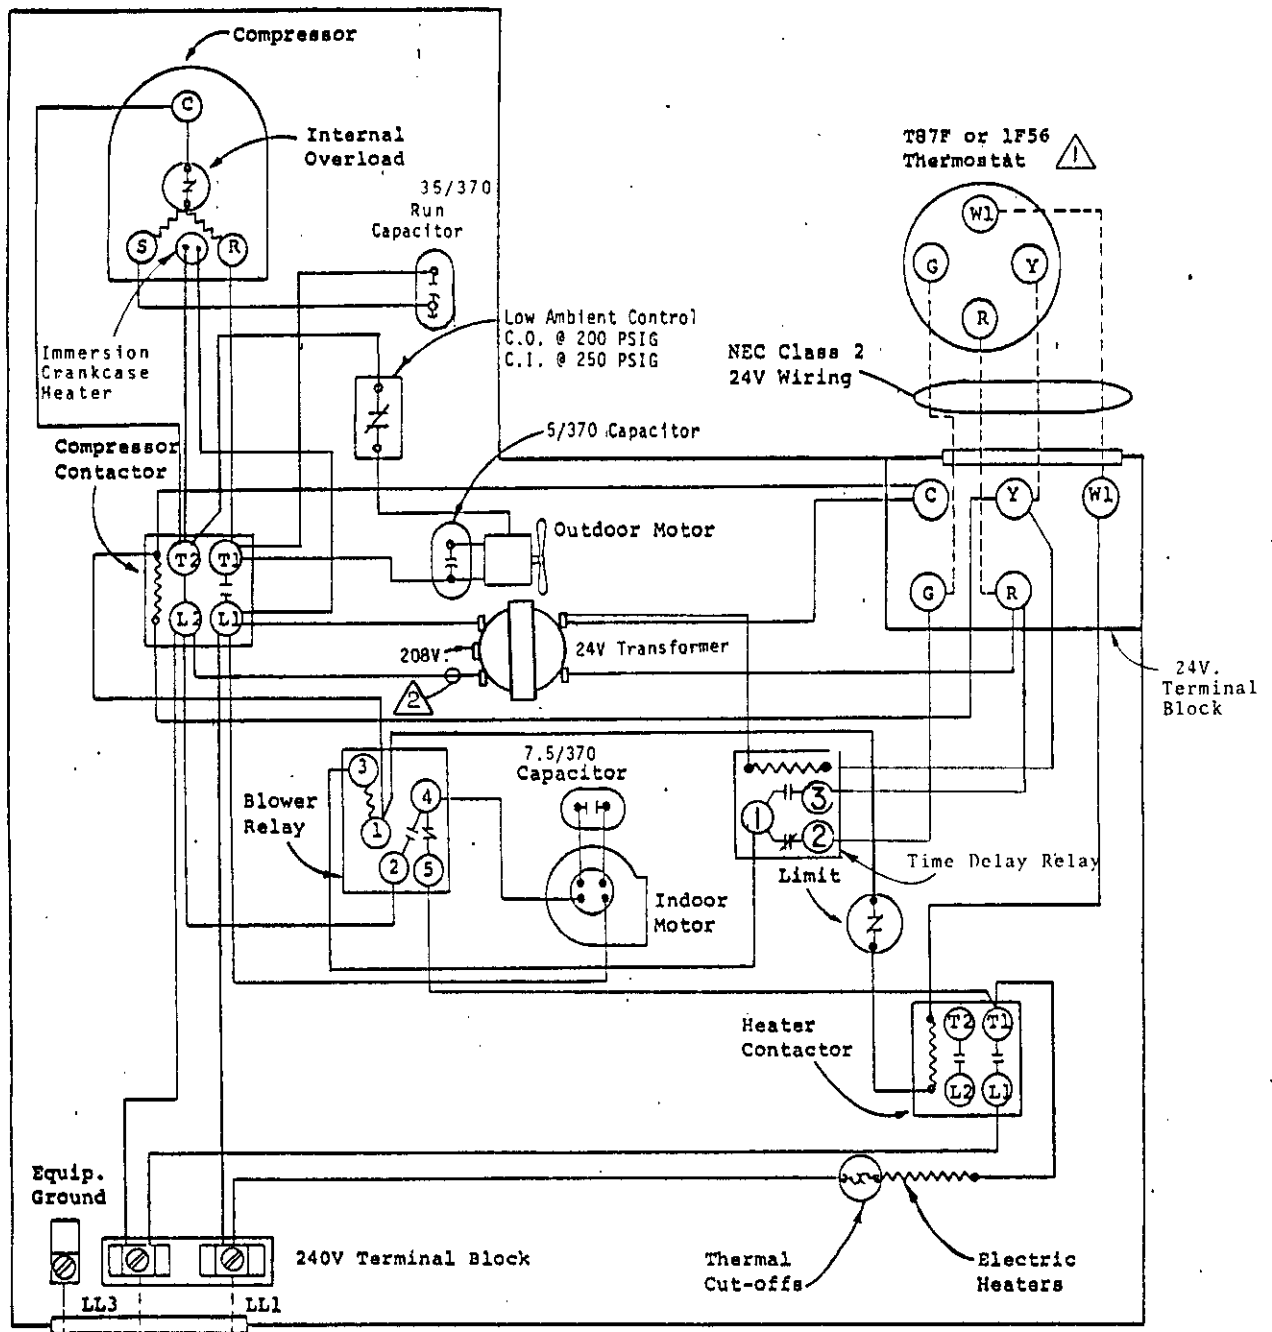 Compressor
C
Internal
Overload
35/370
Run
Capacitor
S
R
Immersion
Crankcase
Heater
Low Ambient Control
C.O. @ 200 PSIG
C.I. @ 250 PSIG
T87F or 1F56
Thermostat
1
W1
G
Y
R
NEC Class 2
24V Wiring
Compressor
Contactor
5/370 Capacitor
C
Y
W1
T2
T1
Outdoor Motor
G
R
L2
L1
208V.
24V Transformer
2
24V.
Terminal
Block
7.5/370
Capacitor
3
4
Blower
Relay
1
2
5
1
3
2
Time Delay Relay
Limit
Indoor
Motor
Heater
Contactor
T2
T1
L2
L1
Equip.
Ground
240V Terminal Block
Thermal
Cut-offs
Electric
Heaters
LL3
LL1